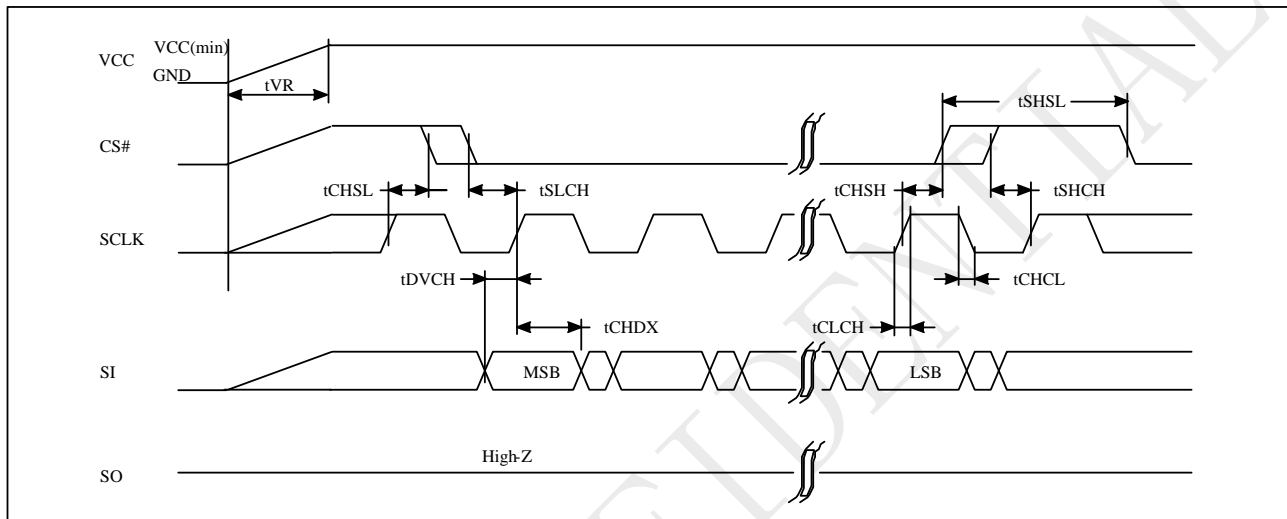 VCC(min)
VCC
GND
tVR
tSHSL
CS#
tCHSL
tSLCH
tCHSH
tSHCH
SCLK
tDVCH
tCHCL
tCHDX
tCLCH
SI
MSB
LSB
High-Z
SO
IDENTIAL